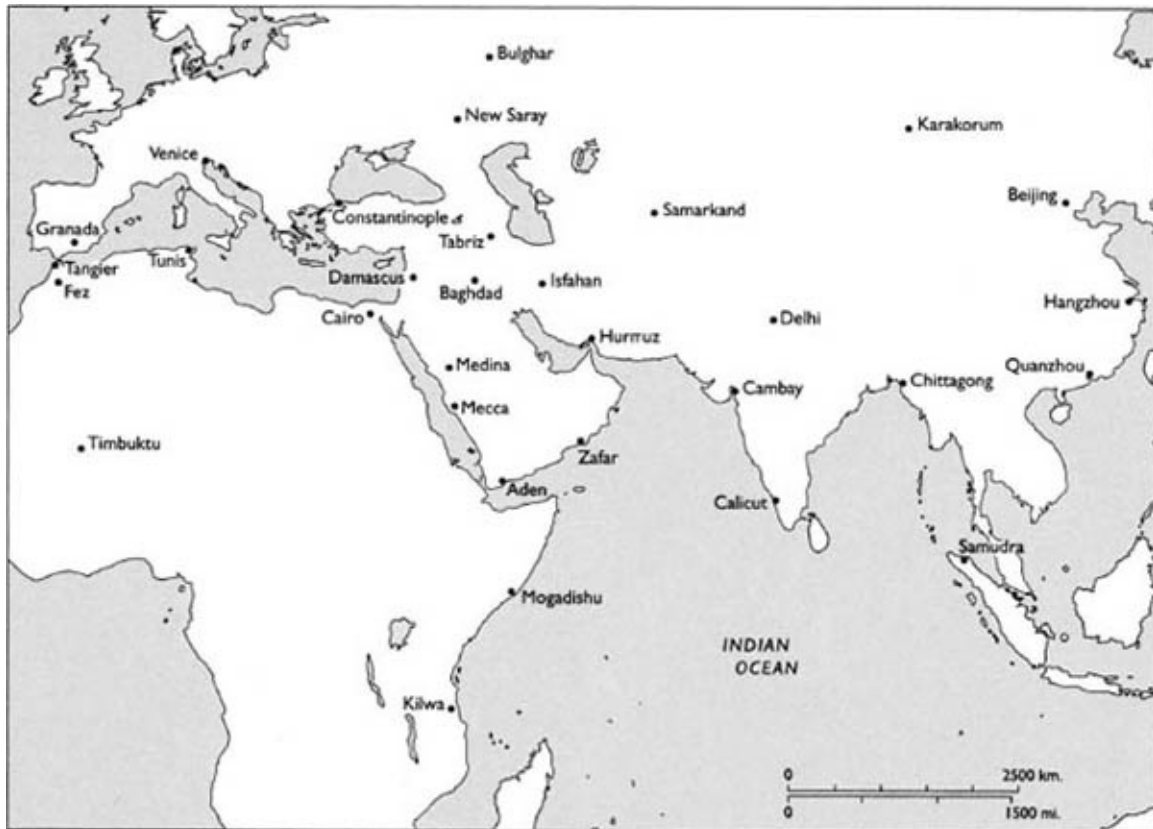 Bulghar
New Saray
Karakorum
Venice
Beijing
Constantinople
Samarkand
Granada
Tabriz
Tangier
Tunis
Damascus
Baghdad
Isfahan
Fez
Hangzhou
Cairo
Delhi
Hurmuz
Medina
Quanzhou
Cambay
Chittagong
Mecca
Timbuktu
Zafar
Aden
Calicut
Samudra
Mogadishu
INDIAN
OCEAN
Kilwa
0 2500 km.
0 1500 mi.